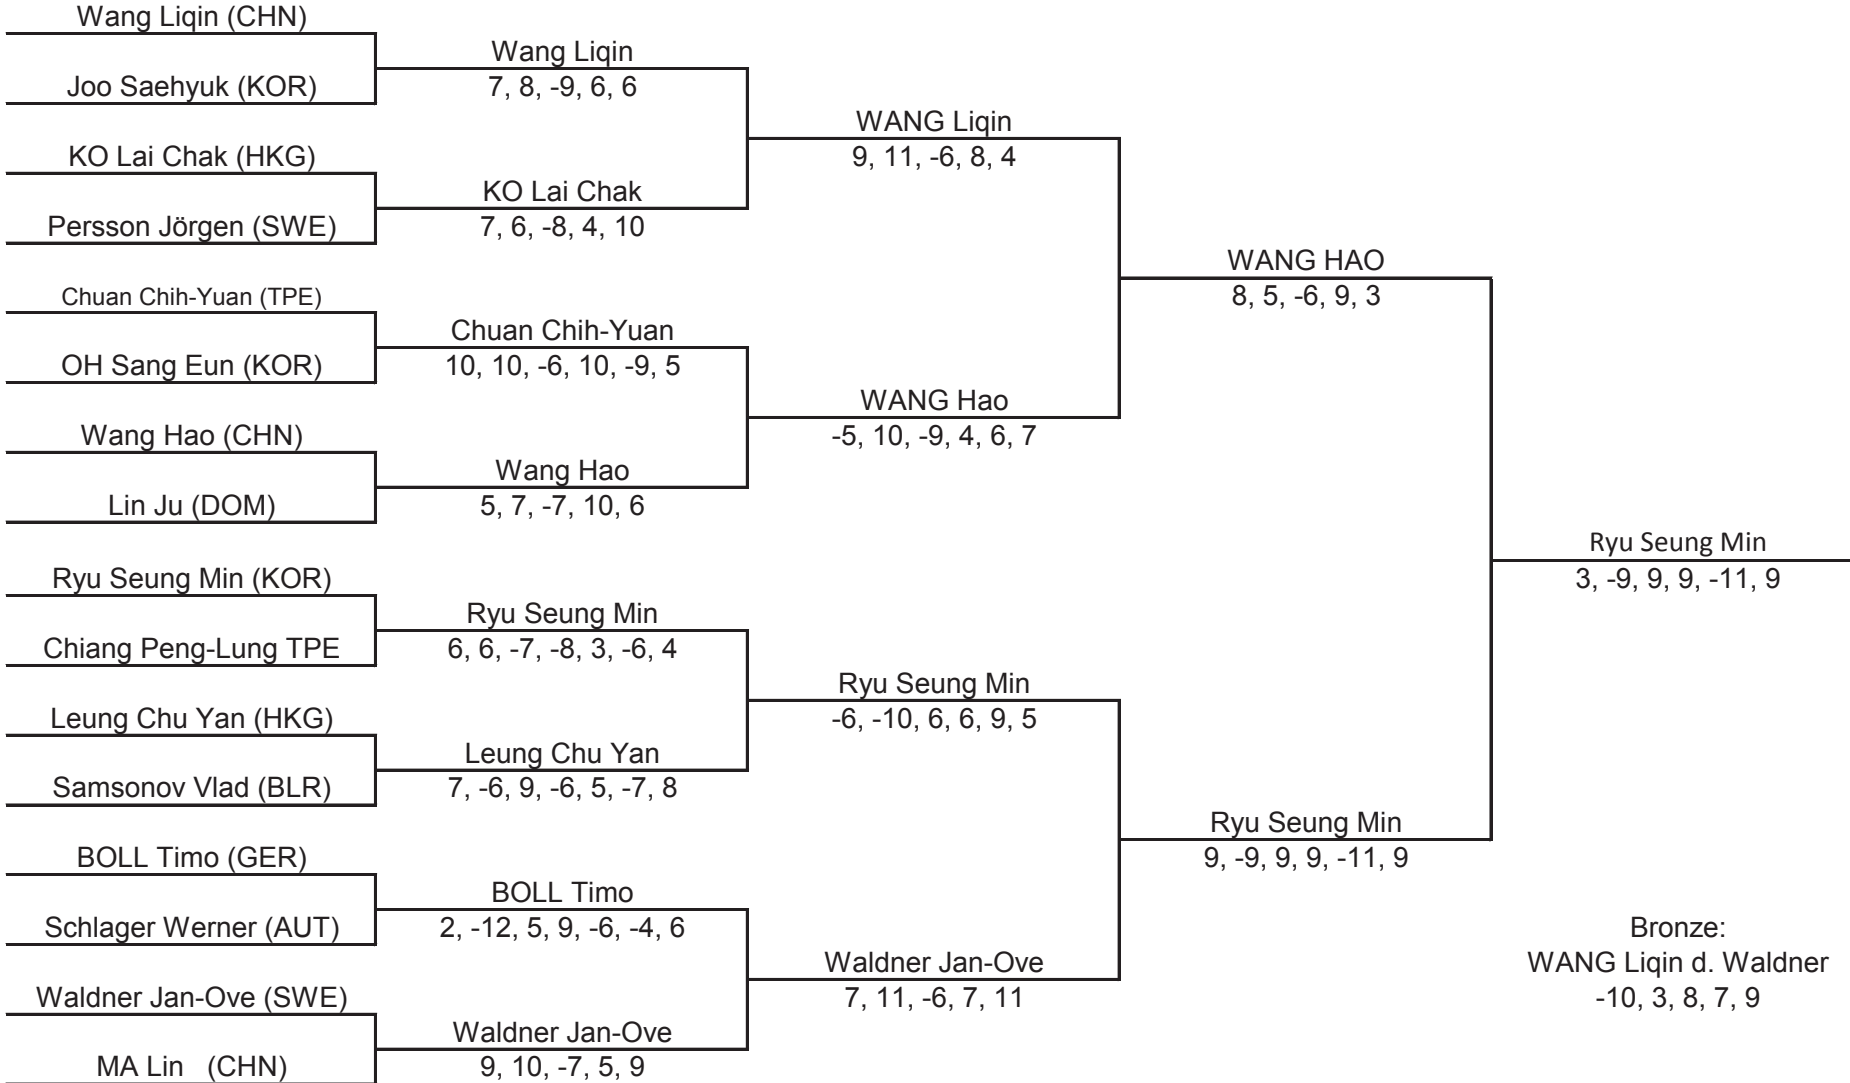 Wang Liqin (CHN)
Joo Saehyuk (KOR)
KO Lai Chak (HKG)
Persson Jörgen (SWE)
Chuan Chih-Yuan (TPE)
OH Sang Eun (KOR)
Wang Hao (CHN)
Lin Ju (DOM)
Ryu Seung Min (KOR)
Chiang Peng-Lung TPE
Leung Chu Yan (HKG)
Samsonov Vlad (BLR)
BOLL Timo (GER)
Schlager Werner (AUT)
Waldner Jan-Ove (SWE)
MA Lin (CHN)
Wang Liqin
7, 8, -9, 6, 6
KO Lai Chak
7, 6, -8, 4, 10
Chuan Chih-Yuan
10, 10, -6, 10, -9, 5
Wang Hao
5, 7, -7, 10, 6
Ryu Seung Min
6, 6, -7, -8, 3, -6, 4
Leung Chu Yan
7, -6, 9, -6, 5, -7, 8
BOLL Timo
2, -12, 5, 9, -6, -4, 6
Waldner Jan-Ove
9, 10, -7, 5, 9
WANG Liqin
9, 11, -6, 8, 4
WANG Hao
-5, 10, -9, 4, 6, 7
Ryu Seung Min
-6, -10, 6, 6, 9, 5
Waldner Jan-Ove
7, 11, -6, 7, 11
WANG HAO
8, 5, -6, 9, 3
Ryu Seung Min
9, -9, 9, 9, -11, 9
Ryu Seung Min
3, -9, 9, 9, -11, 9
Bronze:
WANG Liqin d. Waldner
-10, 3, 8, 7, 9